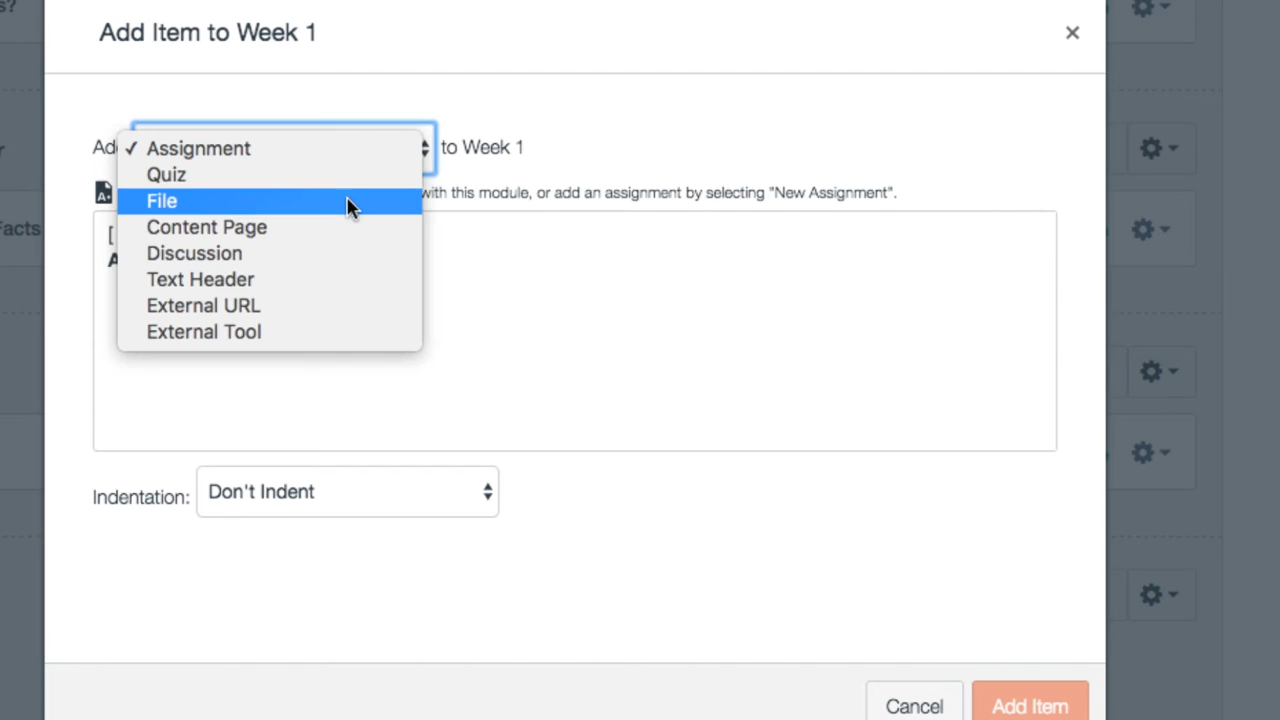 s?
Add Item to Week 1
×
r
Facts
Add
to Week 1
✓ Assignment
Quiz
File
Content Page
Discussion
Text Header
External URL
External Tool
with this module, or add an assignment by selecting "New Assignment".
[
A
Indentation:
Don't Indent
Cancel
Add Item